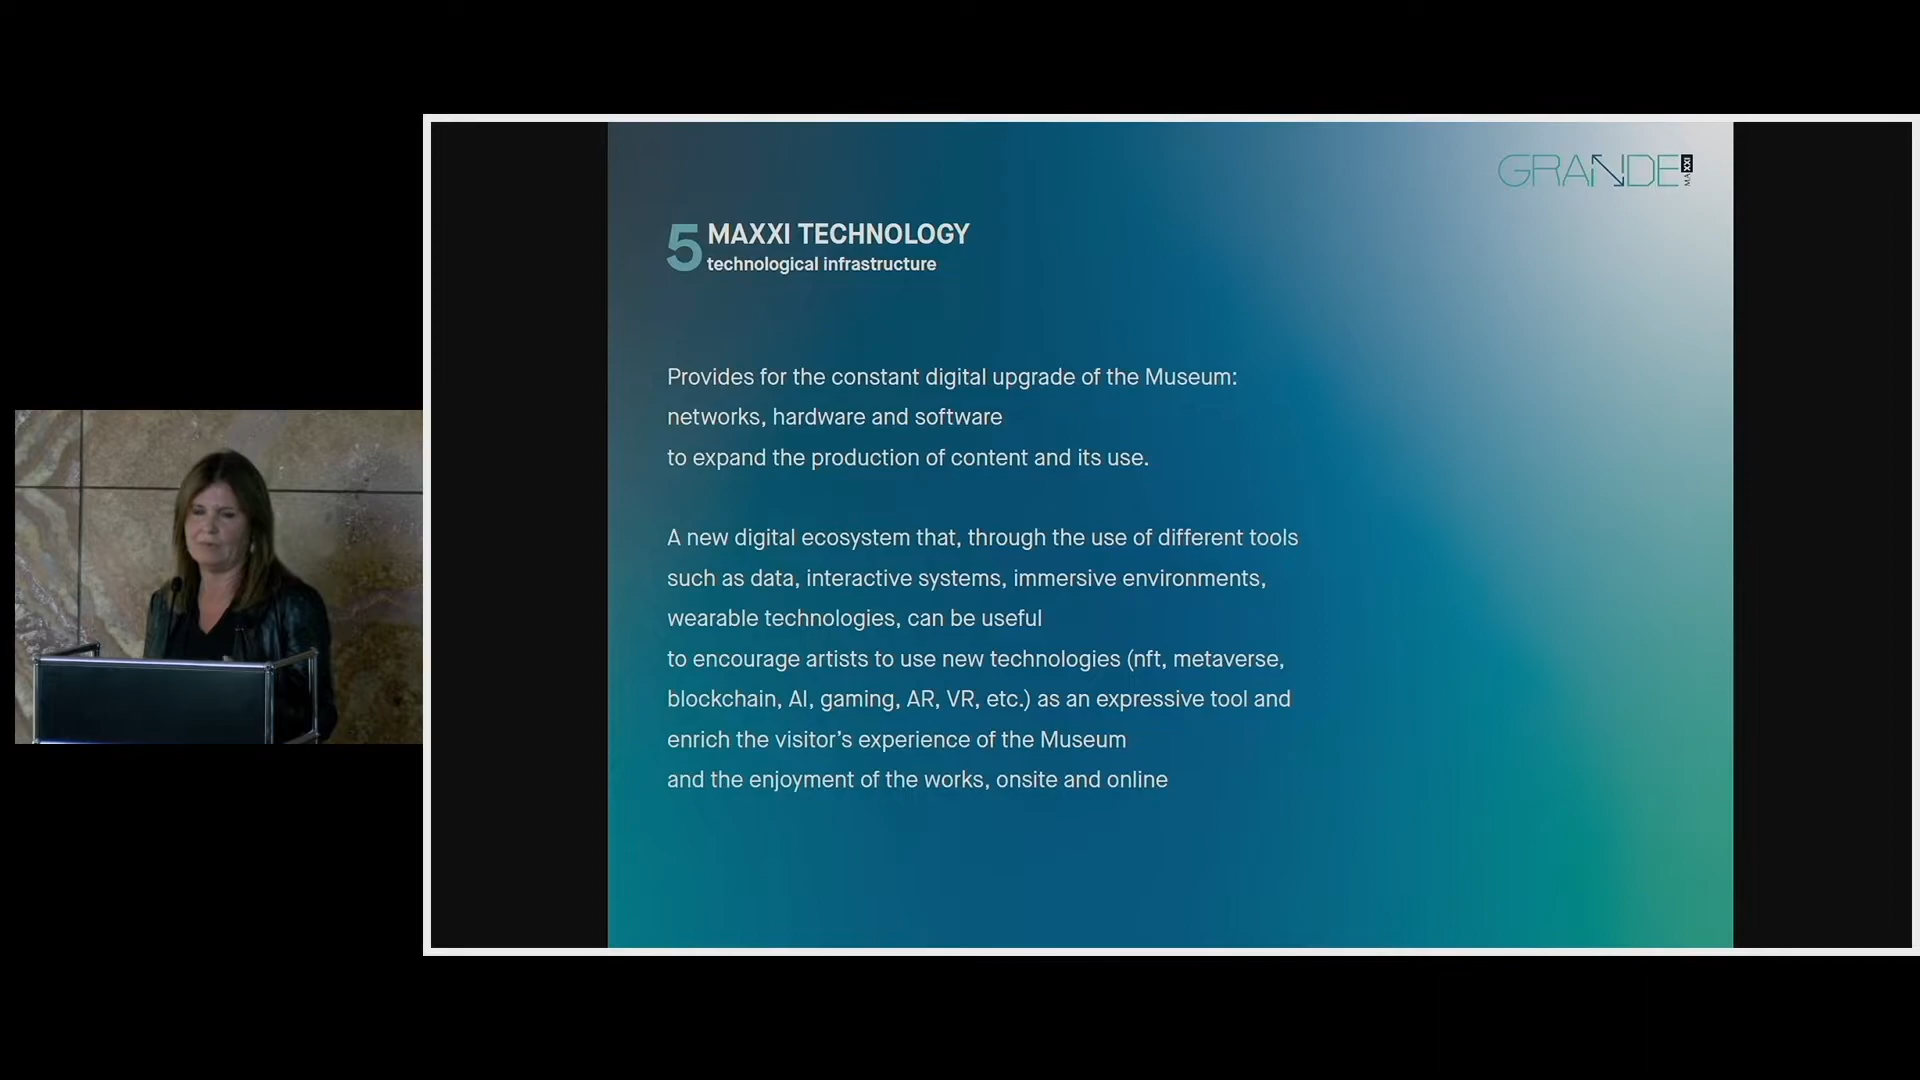 GRANDE MAXXI
5 MAXXI TECHNOLOGY
technological infrastructure
Provides for the constant digital upgrade of the Museum:
networks, hardware and software
to expand the production of content and its use.
A new digital ecosystem that, through the use of different tools
such as data, interactive systems, immersive environments,
wearable technologies, can be useful
to encourage artists to use new technologies (nft, metaverse,
blockchain, AI, gaming, AR, VR, etc.) as an expressive tool and
enrich the visitor’s experience of the Museum
and the enjoyment of the works, onsite and online